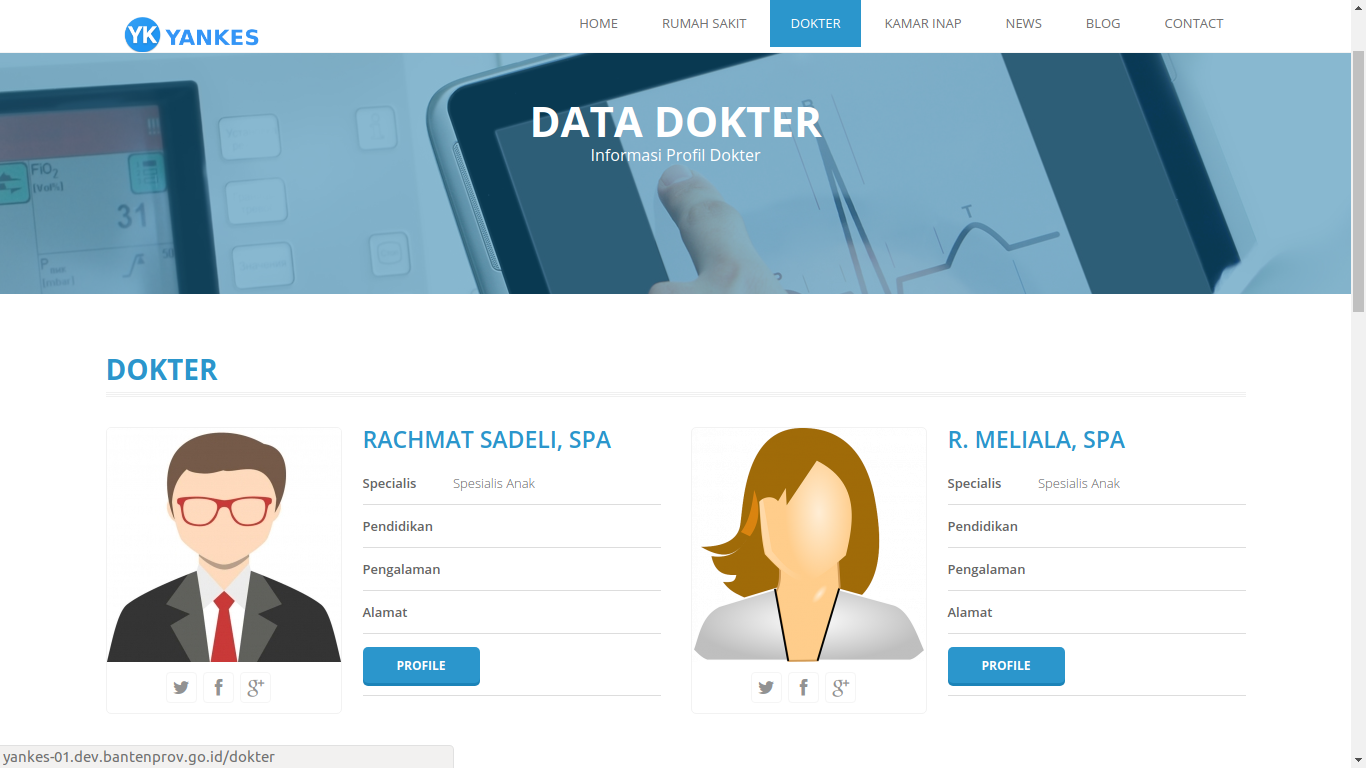 YK YANKES
HOME RUMAH SAKIT DOKTER KAMAR INAP NEWS BLOG CONTACT
DATA DOKTER
Informasi Profil Dokter
FiO2
(Vol%)
31
P
50
(mbar)
R
T
DOKTER
RACHMAT SADELI, SPA
Specialis Spesialis Anak
Pendidikan
Pengalaman
Alamat
PROFILE
R. MELIALA, SPA
Specialis Spesialis Anak
Pendidikan
Pengalaman
Alamat
PROFILE
yankes-01.dev.bantenprov.go.id/dokter